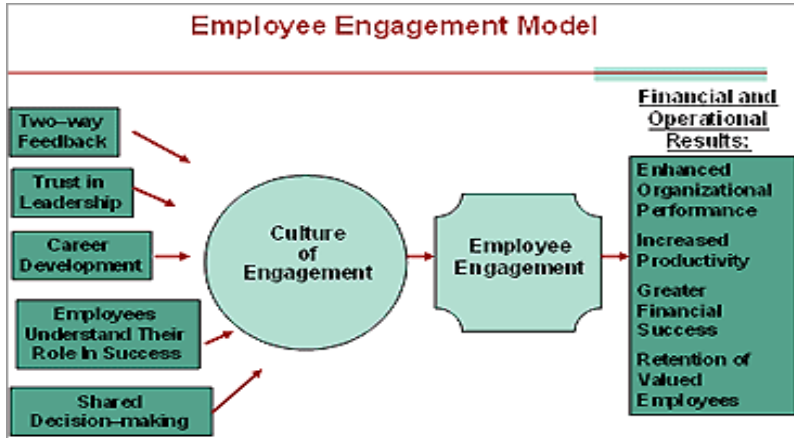 Employee Engagement Model
Two-way
Feedback
Trust in
Leadership
Career
Development
Employees
Understand Their
Role In Success
Shared
Decision-making
Culture
of
Engagement
Employee
Engagement
Financial and
Operational
Results:
Enhanced
Organizational
Performance
Increased
Productivity
Greater
Financial
Success
Retention of
Valued
Employees